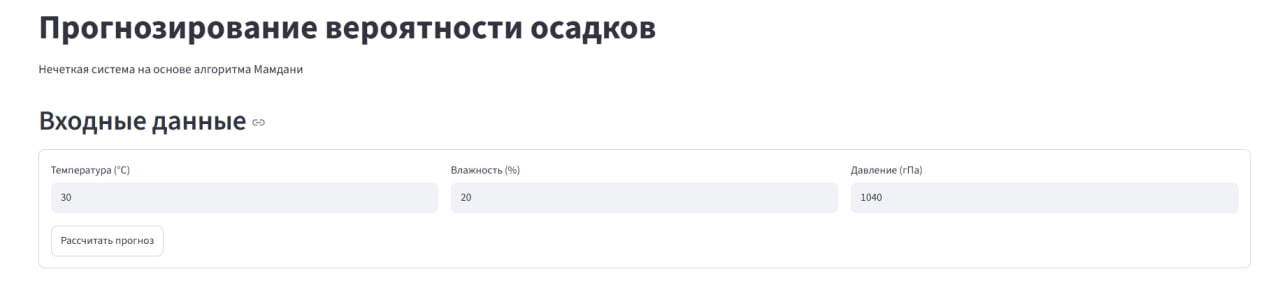 Прогнозирование вероятности осадков
Нечеткая система на основе алгоритма Мамдани
Входные данные
Температура (°C)
Влажность (%)
Давление (гПа)
30
20
1040
Рассчитать прогноз